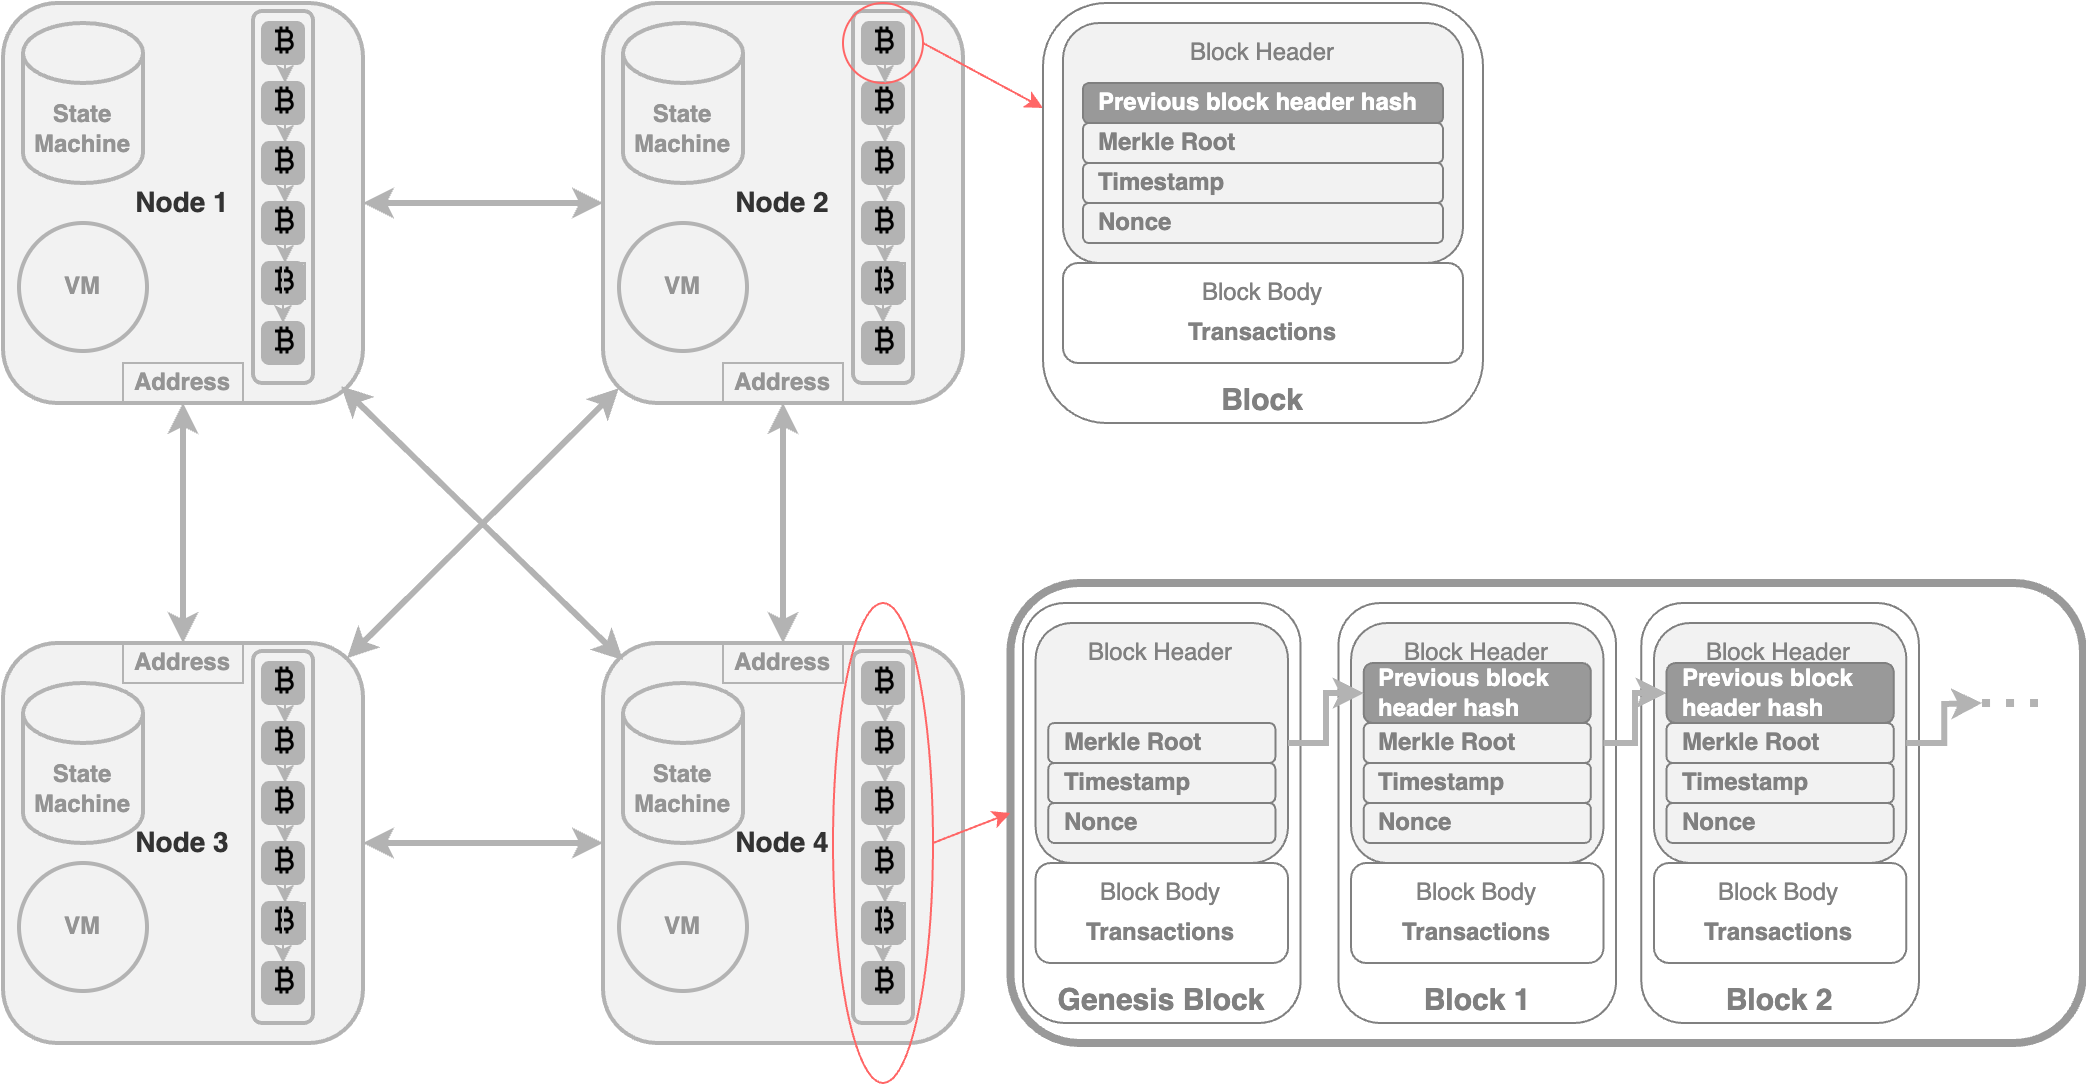 State
Machine
Node 1
VM
Address
State
Machine
Node 2
VM
Address
Block Header
Previous block header hash
Merkle Root
Timestamp
Nonce
Block Body
Transactions
Block
Address
State
Machine
Node 3
VM
Address
State
Machine
Node 4
VM
Block Header
Merkle Root
Timestamp
Nonce
Block Body
Transactions
Genesis Block
Block Header
Previous block
header hash
Merkle Root
Timestamp
Nonce
Block Body
Transactions
Block 1
Block Header
Previous block
header hash
Merkle Root
Timestamp
Nonce
Block Body
Transactions
Block 2